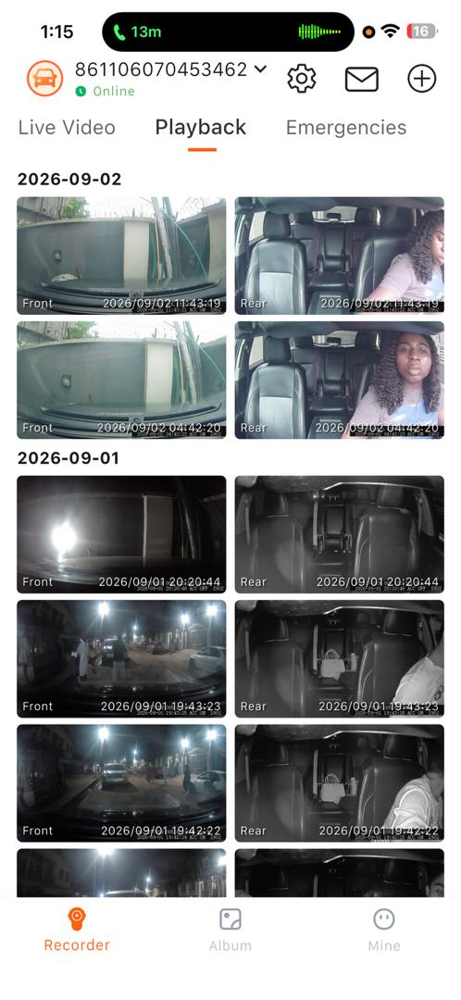 1:15
13m
16
861106070453462
Online
Live Video
Playback
Emergencies
2026-09-02
Front
2026/09/02 11:43:19
Rear
2026/09/02 11:43:19
Front
2026/09/02 04:42:20
Rear
2026/09/02 04:42:20
2026-09-01
Front
2026/09/01 20:20:44
Rear
2026/09/01 20:20:44
Front
2026/09/01 19:43:23
Rear
2026/09/01 19:43:23
Front
2026/09/01 19:42:22
Rear
2026/09/01 19:42:22
Recorder
Album
Mine